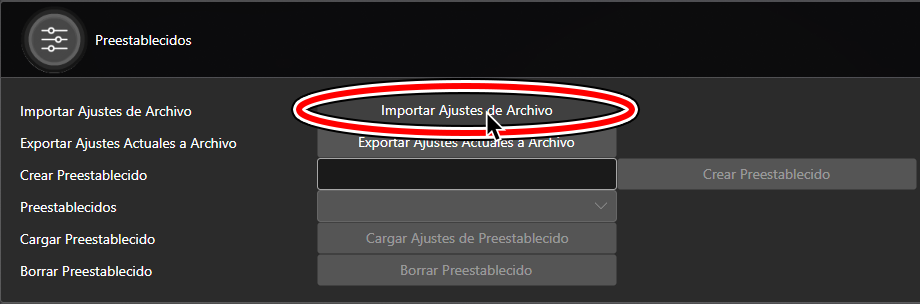 Preestablecidos
Importar Ajustes de Archivo Importar Ajustes de Archivo
Exportar Ajustes Actuales a Archivo Exportar Ajustes Actuales a Archivo
Crear Preestablecido Crear Preestablecido
Preestablecidos
Cargar Preestablecido Cargar Ajustes de Preestablecido
Borrar Preestablecido Borrar Preestablecido